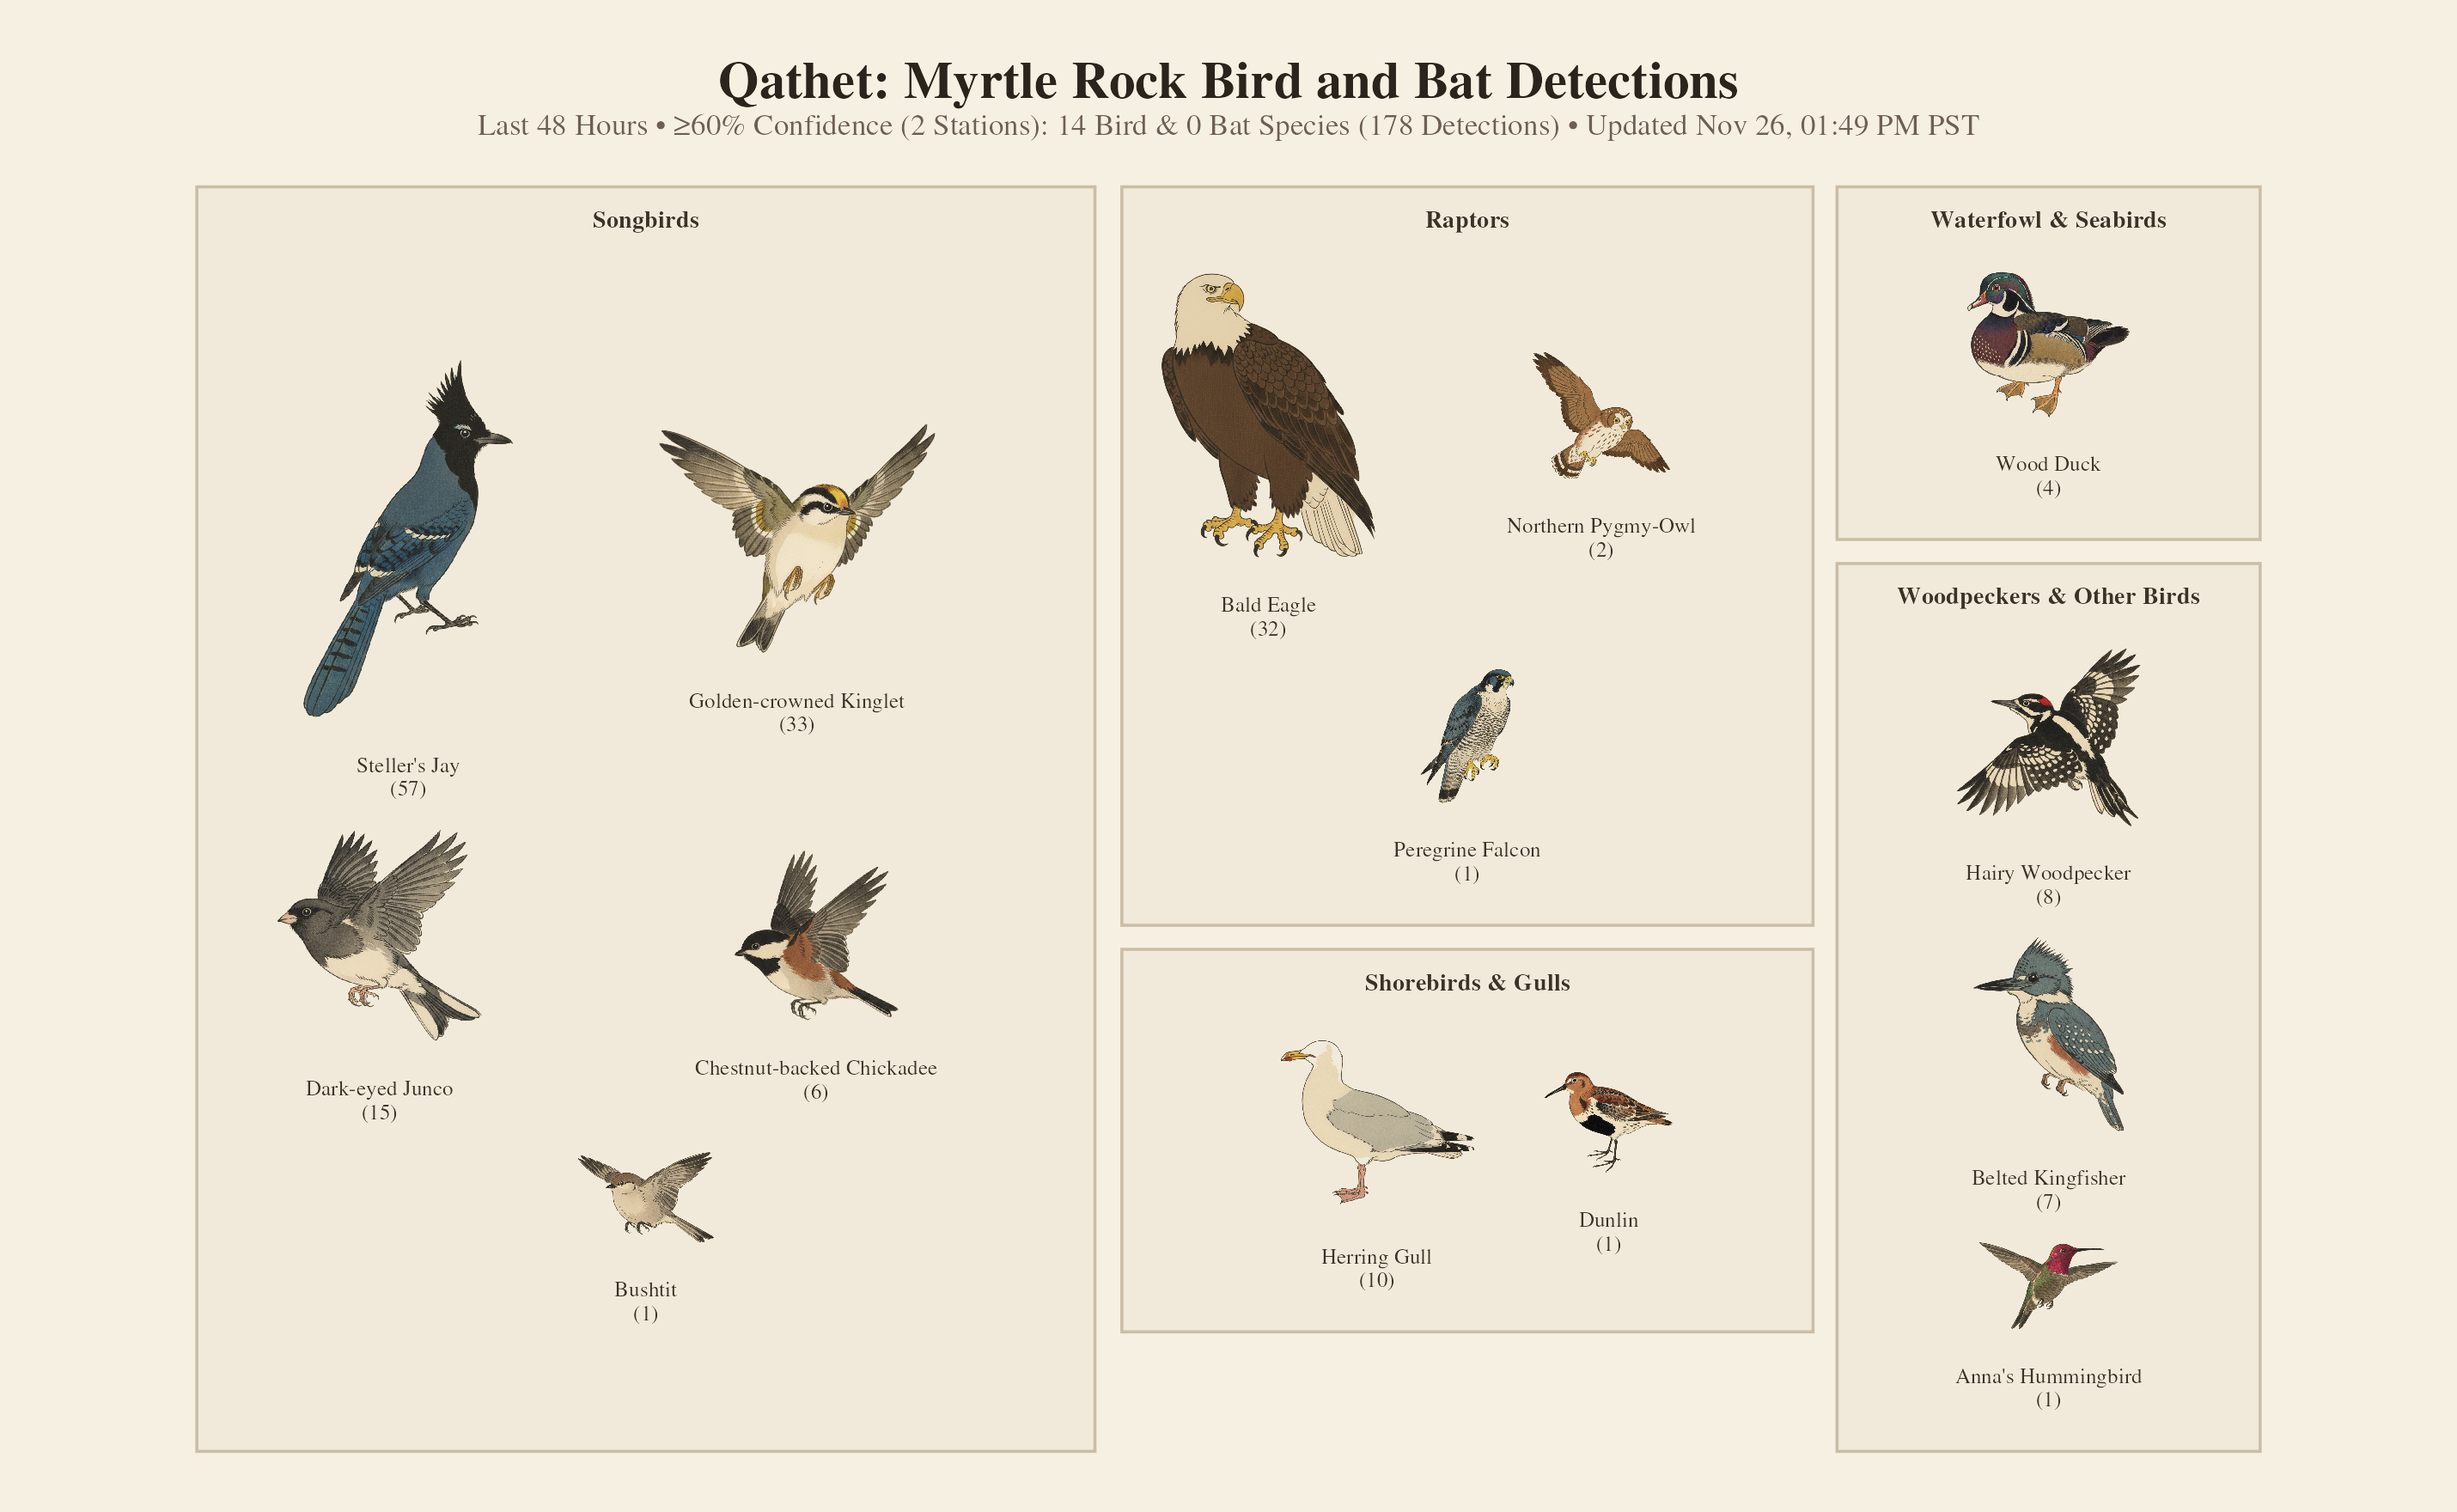 Qathet: Myrtle Rock Bird and Bat Detections
Last 48 Hours • ≥60% Confidence (2 Stations): 14 Bird & 0 Bat Species (178 Detections) • Updated Nov 26, 01:49 PM PST
Songbirds
Steller's Jay
(57)
Golden-crowned Kinglet
(33)
Dark-eyed Junco
(15)
Chestnut-backed Chickadee
(6)
Bushtit
(1)
Raptors
Bald Eagle
(32)
Northern Pygmy-Owl
(2)
Peregrine Falcon
(1)
Shorebirds & Gulls
Herring Gull
(10)
Dunlin
(1)
Waterfowl & Seabirds
Wood Duck
(4)
Woodpeckers & Other Birds
Hairy Woodpecker
(8)
Belted Kingfisher
(7)
Anna's Hummingbird
(1)